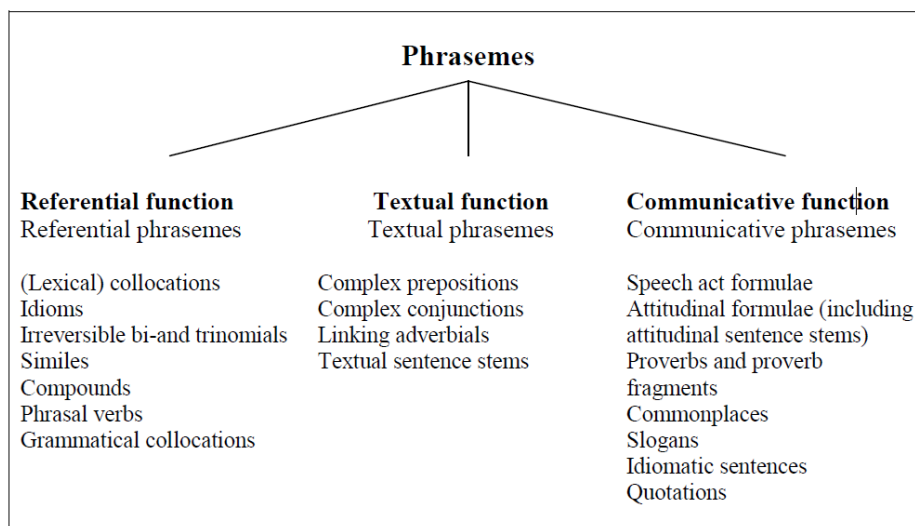 Phrasemes
Referential function
Referential phrasemes
(Lexical) collocations
Idioms
Irreversible bi-and trinomials
Similes
Compounds
Phrasal verbs
Grammatical collocations
Textual function
Textual phrasemes
Complex prepositions
Complex conjunctions
Linking adverbials
Textual sentence stems
Communicative function
Communicative phrasemes
Speech act formulae
Attitudinal formulae (including
attitudinal sentence stems)
Proverbs and proverb
fragments
Commonplaces
Slogans
Idiomatic sentences
Quotations